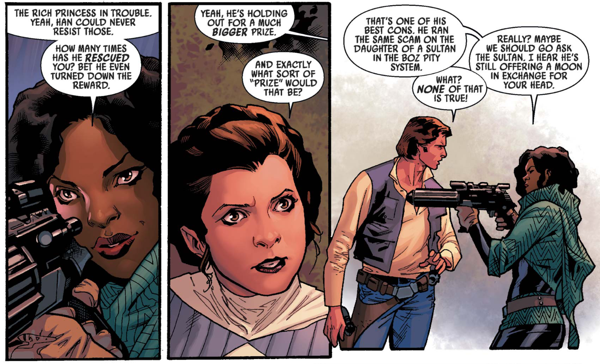 THE RICH PRINCESS IN TROUBLE.
YEAH, HAN COULD NEVER
RESIST THOSE.
HOW MANY TIMES
HAS HE RESCUED
YOU? BET HE EVEN
TURNED DOWN THE
REWARD.
YEAH, HE'S HOLDING
OUT FOR A MUCH
BIGGER PRIZE.
AND EXACTLY
WHAT SORT OF
"PRIZE" WOULD
THAT BE?
THAT'S ONE OF HIS
BEST CONS. HE RAN
THE SAME SCAM ON THE
DAUGHTER OF A SULTAN
IN THE BOZ PITY
SYSTEM.
WHAT?
NONE OF THAT
IS TRUE!
REALLY? MAYBE
WE SHOULD GO ASK
THE SULTAN. I HEAR HE'S
STILL OFFERING A MOON
IN EXCHANGE FOR
YOUR HEAD.